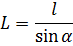 L = l / sin α